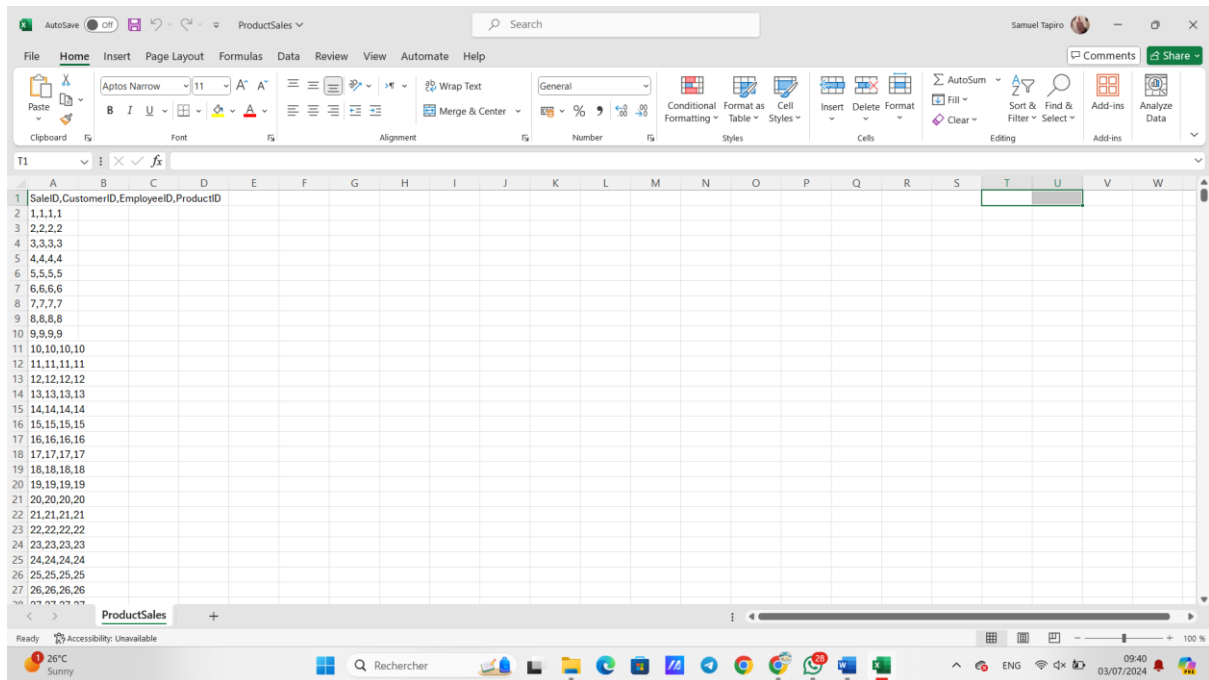 AutoSave Off ProductSales Search Samuel Tapiro
File Home Insert Page Layout Formulas Data Review View Automate Help Comments Share
Paste
Clipboard
Aptos Narrow 11
B I U
Font
Wrap Text
Merge & Center
Alignment
General
Number
Conditional Formatting
Format as Table
Cell Styles
Styles
Insert Delete Format
Cells
AutoSum
Fill
Clear
Sort & Filter
Find & Select
Editing
Add-ins
Add-ins
Analyze Data
T1 fx
A B C D E F G H I J K L M N O P Q R S T U V W
1 SaleID,CustomerID,EmployeeID,ProductID
2 1,1,1,1
3 2,2,2,2
4 3,3,3,3
5 4,4,4,4
6 5,5,5,5
7 6,6,6,6
8 7,7,7,7
9 8,8,8,8
10 9,9,9,9
11 10,10,10,10
12 11,11,11,11
13 12,12,12,12
14 13,13,13,13
15 14,14,14,14
16 15,15,15,15
17 16,16,16,16
18 17,17,17,17
19 18,18,18,18
20 19,19,19,19
21 20,20,20,20
22 21,21,21,21
23 22,22,22,22
24 23,23,23,23
25 24,24,24,24
26 25,25,25,25
27 26,26,26,26
28 27,27,27,27
ProductSales
Ready Accessibility: Unavailable 100 %
1 26°C
Sunny
Rechercher
28
ENG
09:40
03/07/2024